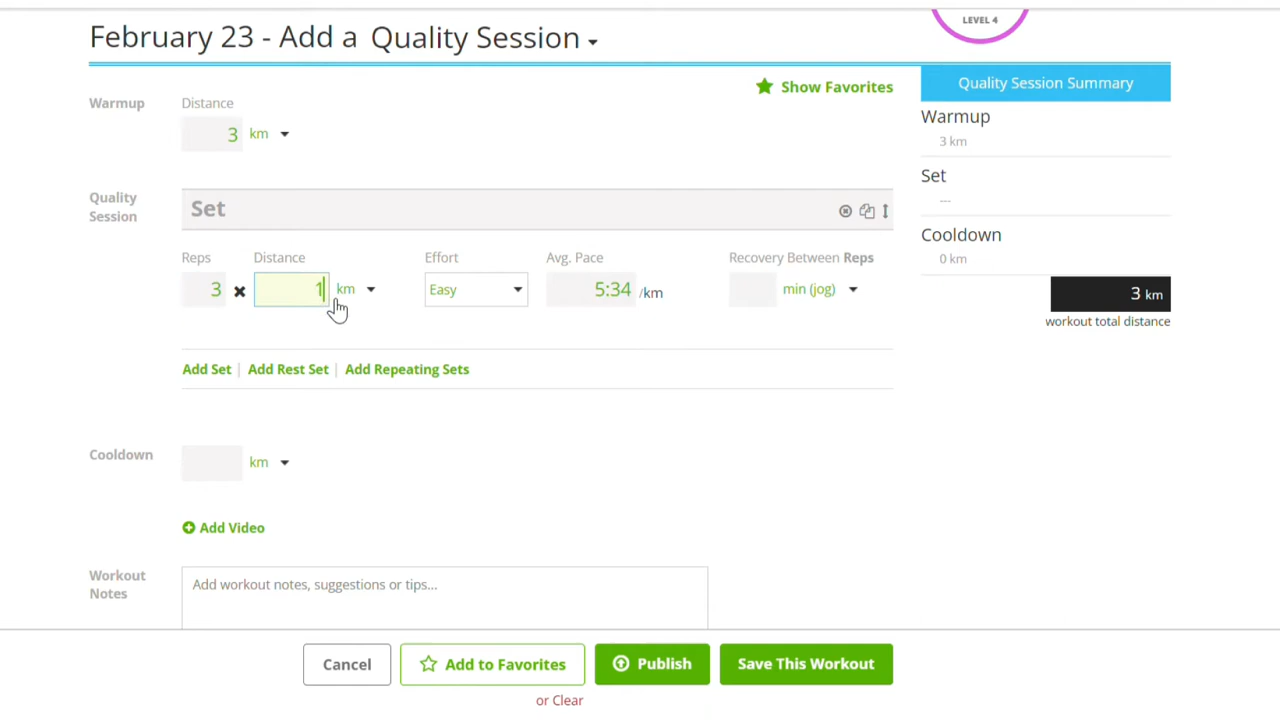 LEVEL 4
February 23 - Add a Quality Session
Show Favorites
Quality Session Summary
Warmup
Distance
3 km
Warmup
3 km
Set
---
Cooldown
0 km
3 km
workout total distance
Quality
Session
Set
Reps
Distance
Effort
Avg. Pace
Recovery Between Reps
3
1
km
Easy
5:34 /km
min (jog)
Add Set | Add Rest Set | Add Repeating Sets
Cooldown
km
Add Video
Workout
Notes
Add workout notes, suggestions or tips...
Cancel
Add to Favorites
Publish
Save This Workout
or Clear